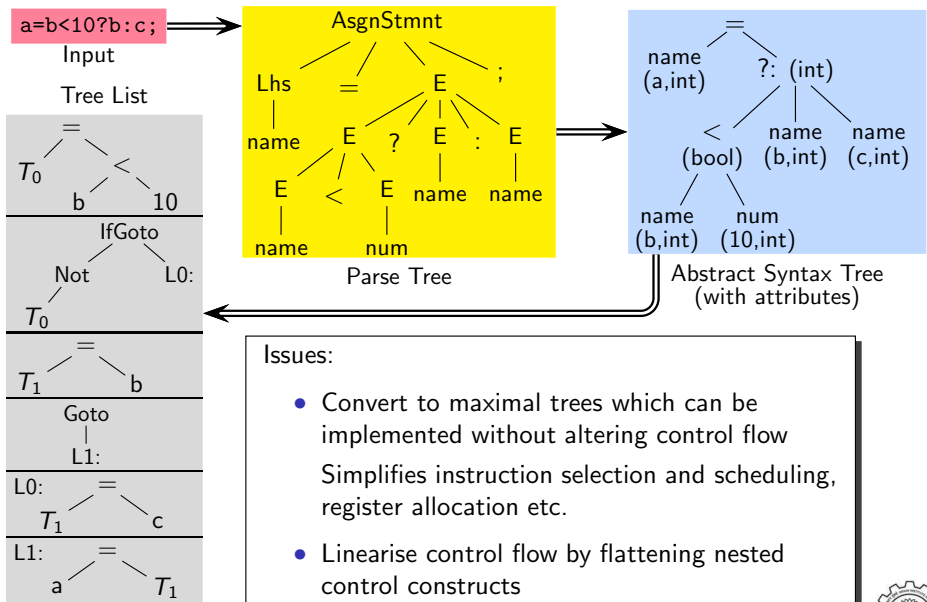 a=b<10?b:c;
Input
AsgnStmnt
Lhs = E ;
name E ? E : E
E < E name name
name num
Parse Tree
=
name ?: (int)
(a,int)
< name name
(bool) (b,int) (c,int)
name num
(b,int) (10,int)
Abstract Syntax Tree
(with attributes)
Tree List
=
T0 <
b 10
IfGoto
Not L0:
T0
=
T1 b
Goto
L1:
L0: =
T1 c
L1: =
a T1
Issues:
• Convert to maximal trees which can be
implemented without altering control flow
Simplifies instruction selection and scheduling,
register allocation etc.
• Linearise control flow by flattening nested
control constructs